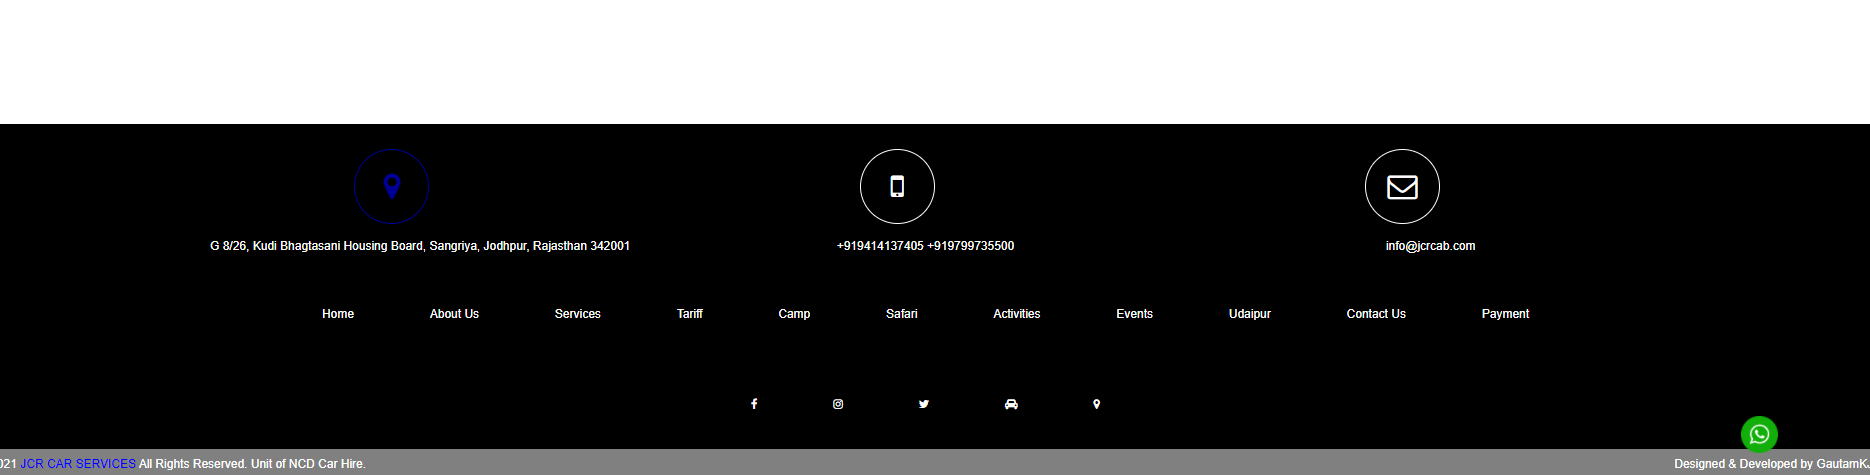 G 8/26, Kudi Bhagtasani Housing Board, Sangriya, Jodhpur, Rajasthan 342001
+919414137405 +919799735500
info@jcrcab.com
Home About Us Services Tariff Camp Safari Activities Events Udaipur Contact Us Payment
021 JCR CAR SERVICES All Rights Reserved. Unit of NCD Car Hire.
Designed & Developed by GautamK